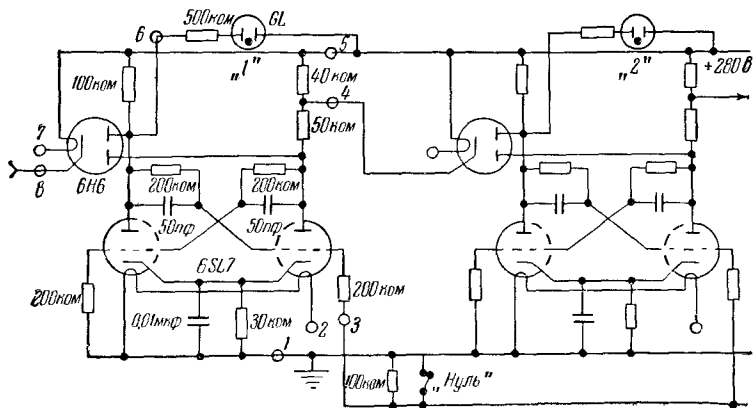 6
500ком
GL
5
"1"
"2"
+280В
100ком
40ком
4
50ком
7
8
6Н6
200ком
200ком
50пф
50пф
6SL7
200ком
200ком
0,01мкф
30ком
2
3
1
100ком
"Нуль"